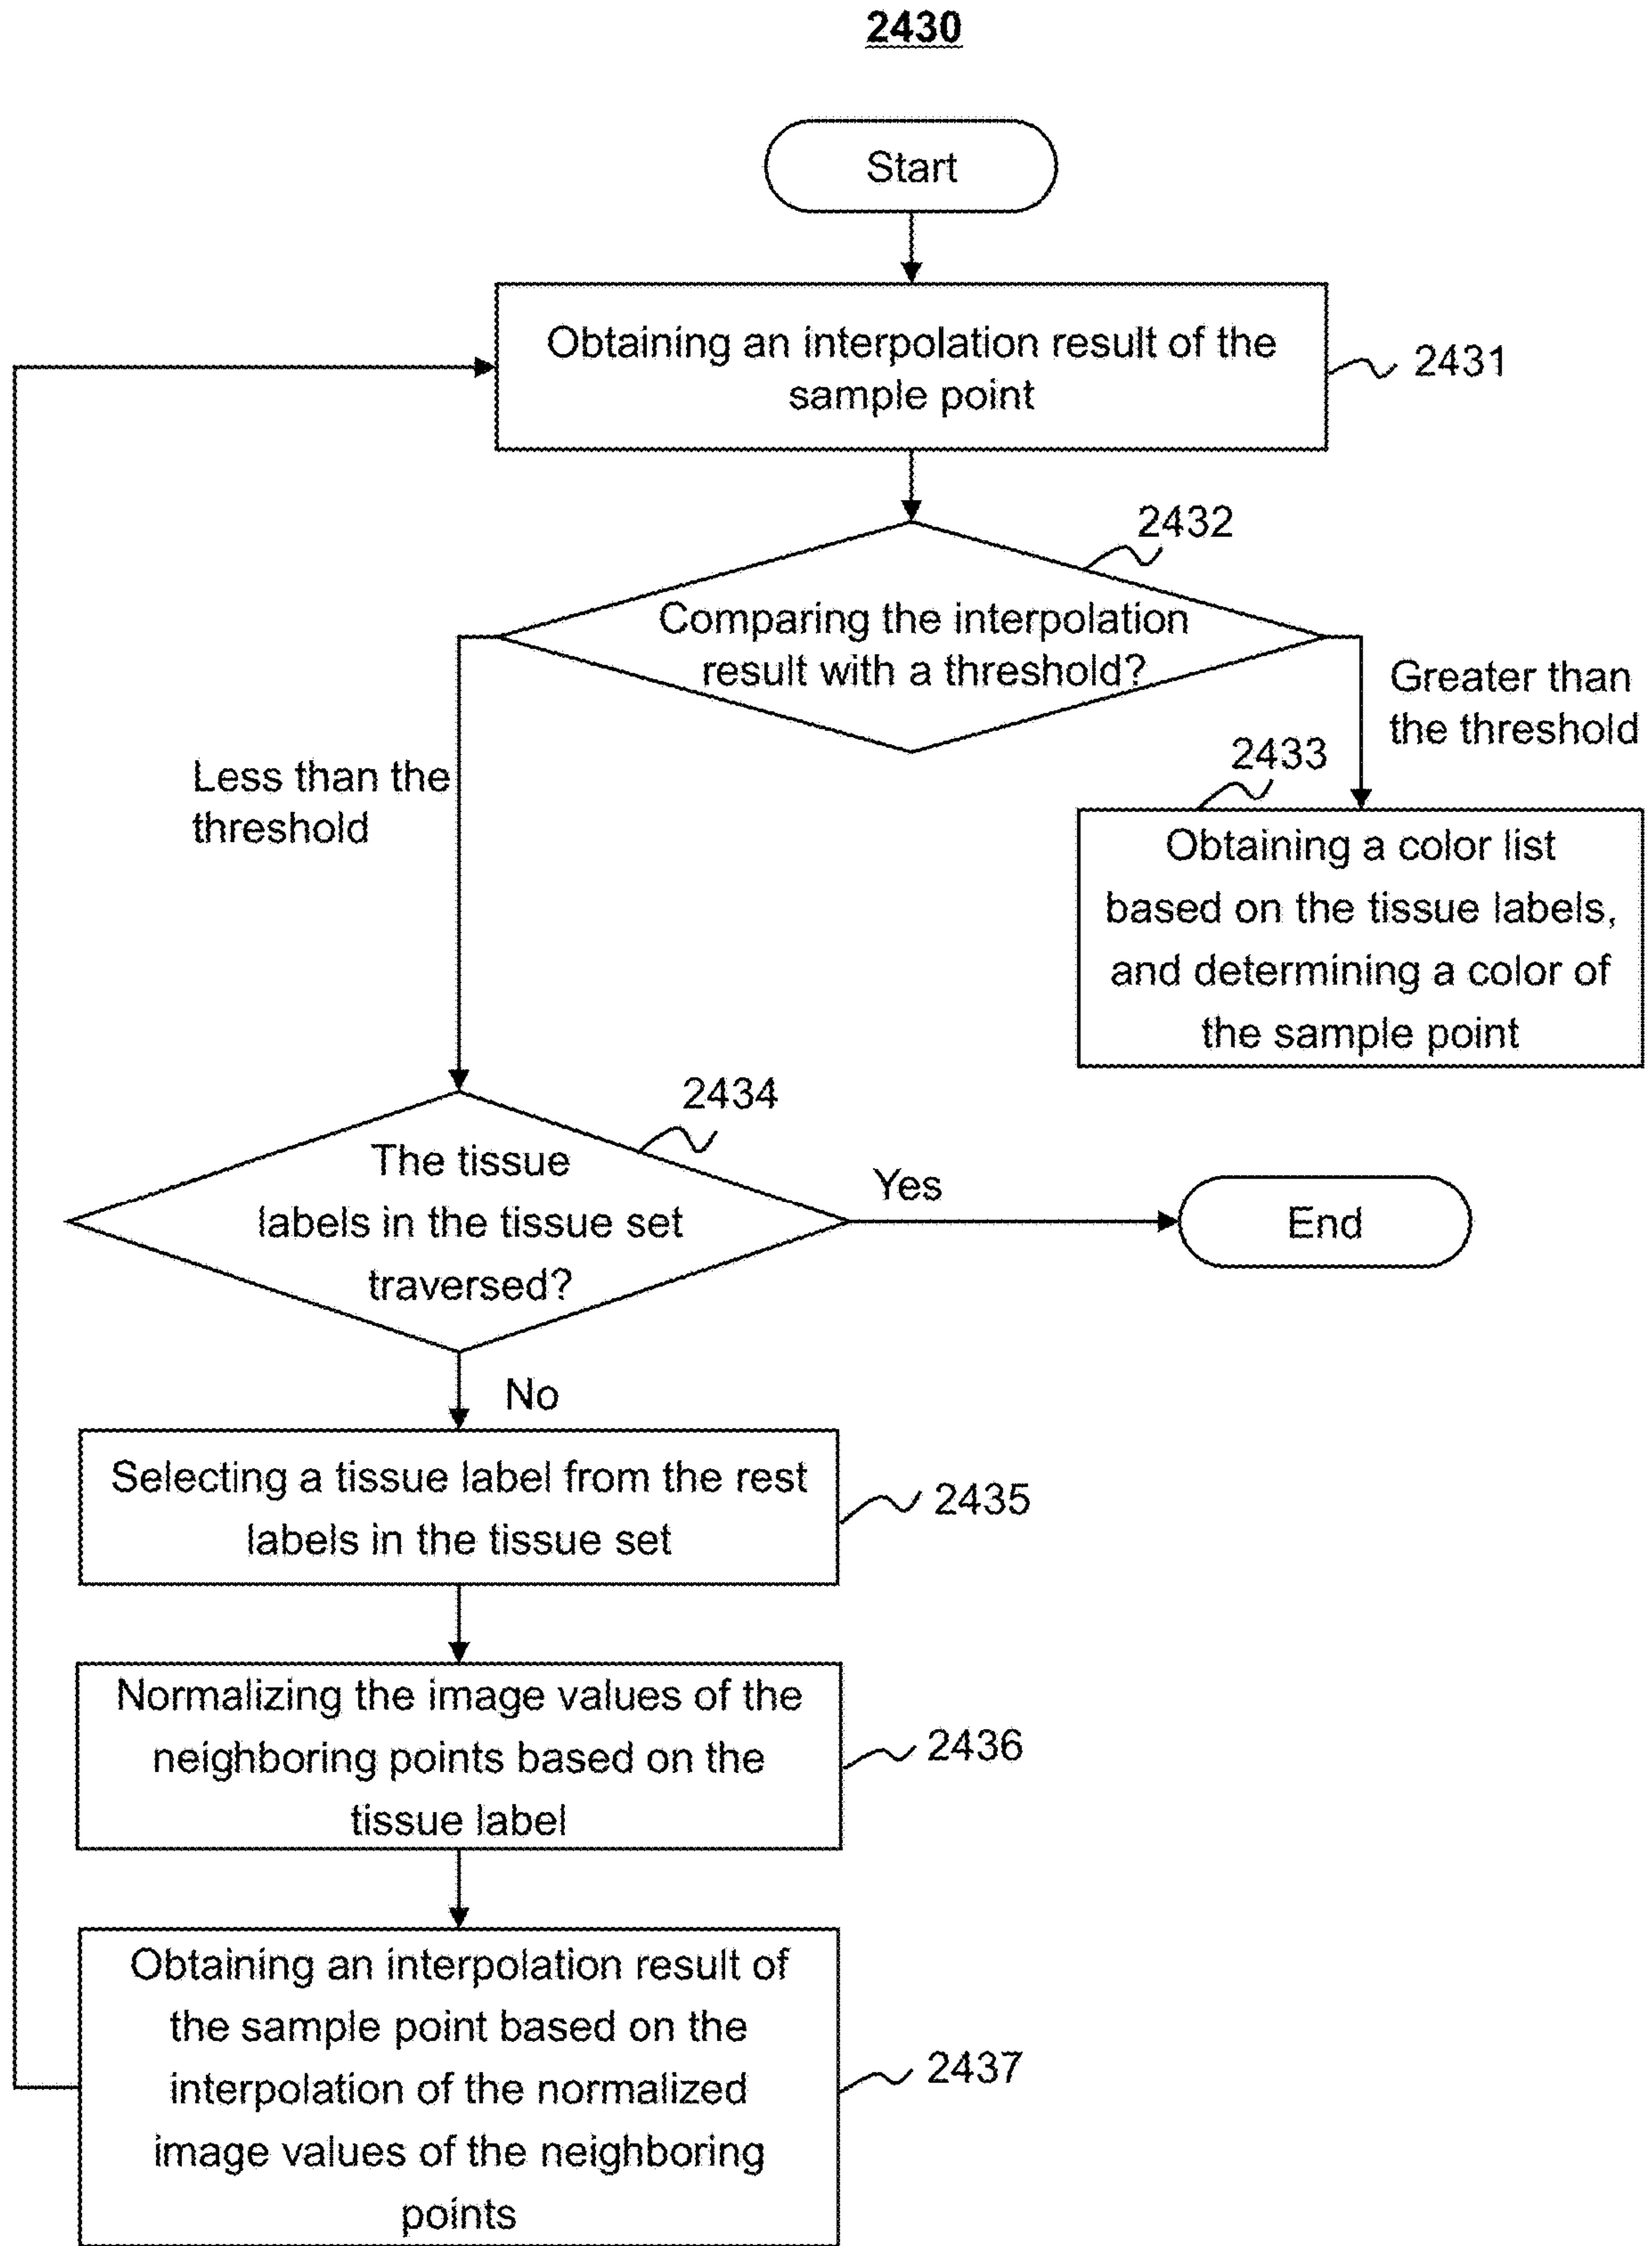 2430
Start
Obtaining an interpolation result of the
sample point
2431
2432
Comparing the interpolation
result with a threshold?
Greater than
the threshold
Less than the
threshold
2433
Obtaining a color list
based on the tissue labels,
and determining a color of
the sample point
2434
The tissue
labels in the tissue set
traversed?
Yes
End
No
Selecting a tissue label from the rest
labels in the tissue set
2435
Normalizing the image values of the
neighboring points based on the
tissue label
2436
Obtaining an interpolation result of
the sample point based on the
interpolation of the normalized
image values of the neighboring
points
2437